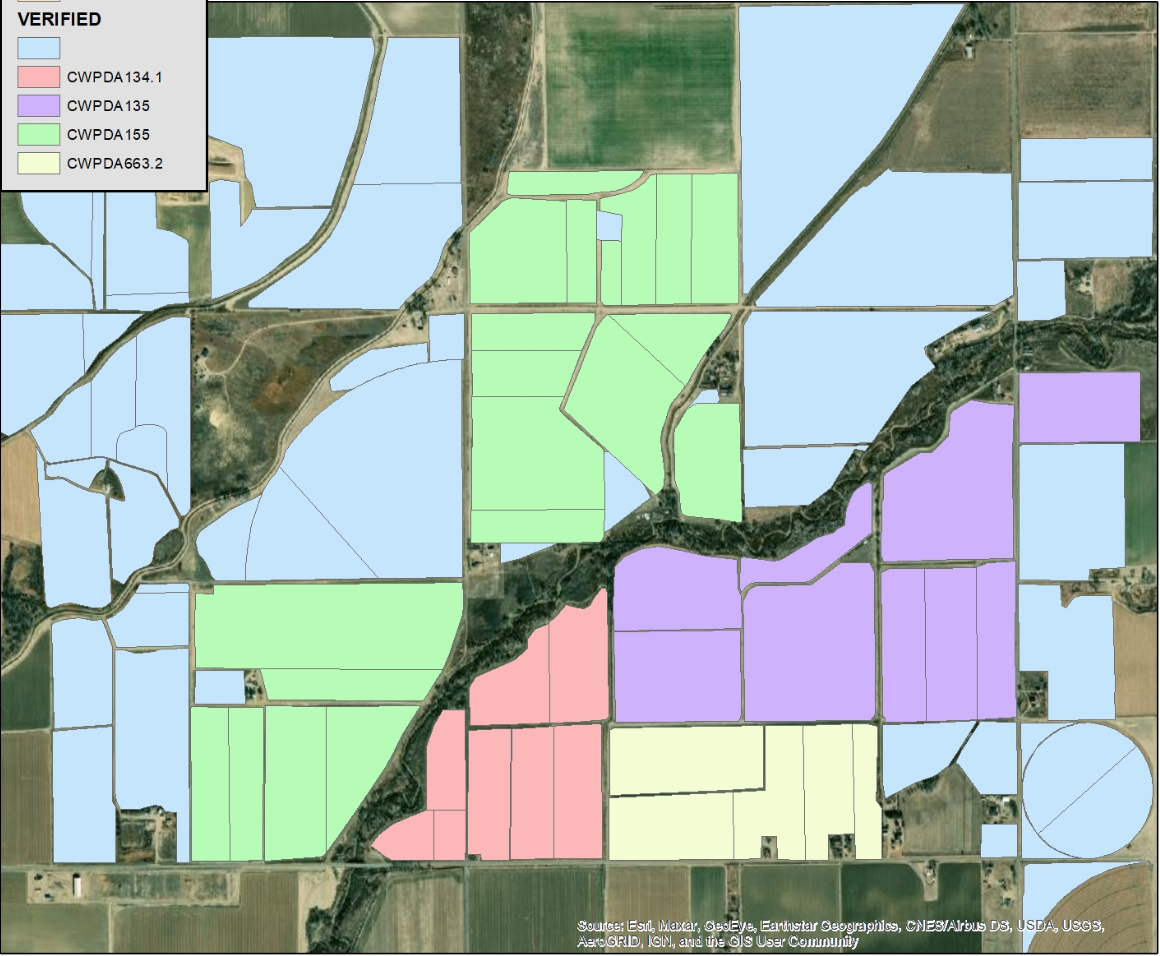 VERIFIED
CWPDA134.1
CWPDA135
CWPDA155
CWPDA663.2
Source: Esri, Maxar, GeoEye, Earthstar Geographics, CNES/Airbus DS, USDA, USGS,
AeroGRID, IGN, and the GIS User Community